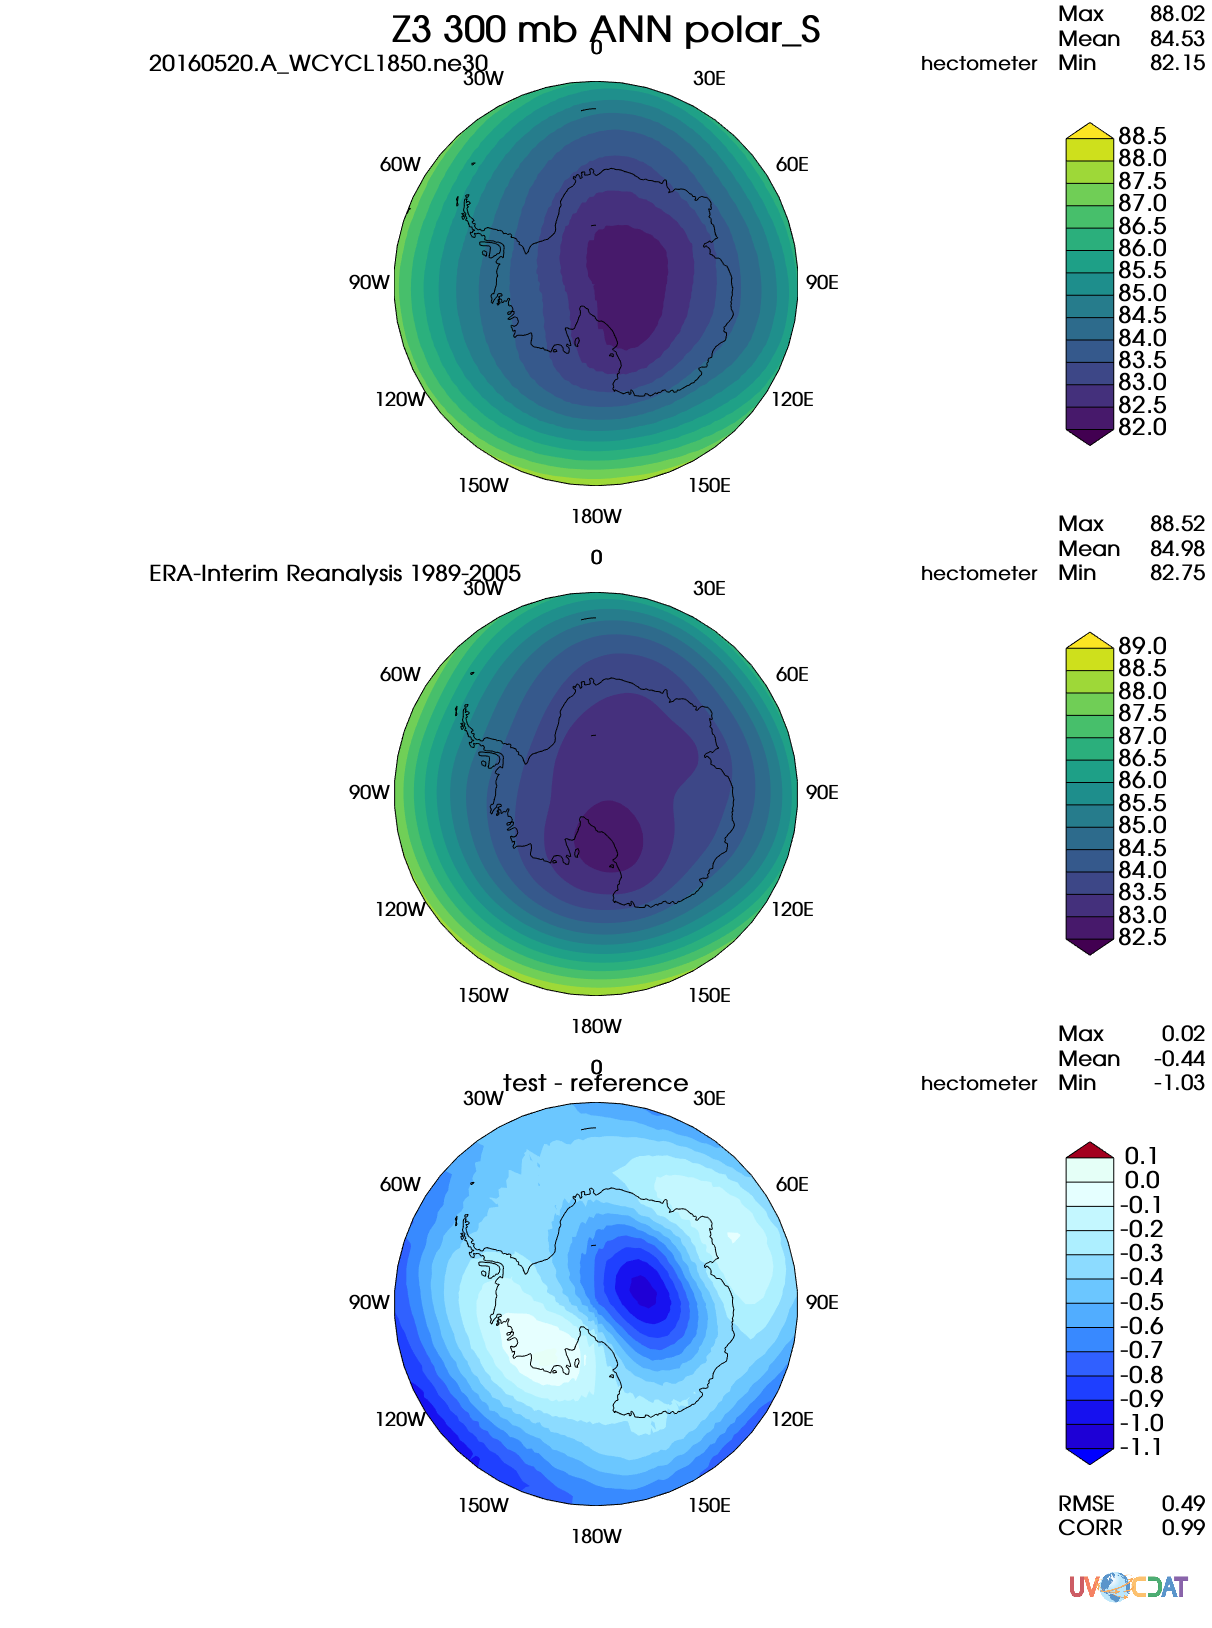 Z3 300 mb ANN polar_S
Max 88.02
Mean 84.53
20160520.A_WCYCL1850.ne30
hectometer Min 82.15
0
30W 30E
60W 60E
90W 90E
120W 120E
150W 150E
180W
88.5
88.0
87.5
87.0
86.5
86.0
85.5
85.0
84.5
84.0
83.5
83.0
82.5
82.0
Max 88.52
Mean 84.98
ERA-Interim Reanalysis 1989-2005
hectometer Min 82.75
0
30W 30E
60W 60E
90W 90E
120W 120E
150W 150E
180W
89.0
88.5
88.0
87.5
87.0
86.5
86.0
85.5
85.0
84.5
84.0
83.5
83.0
82.5
Max 0.02
Mean -0.44
test - reference
hectometer Min -1.03
0
30W 30E
60W 60E
90W 90E
120W 120E
150W 150E
180W
0.1
0.0
-0.1
-0.2
-0.3
-0.4
-0.5
-0.6
-0.7
-0.8
-0.9
-1.0
-1.1
RMSE 0.49
CORR 0.99
UVCDAT